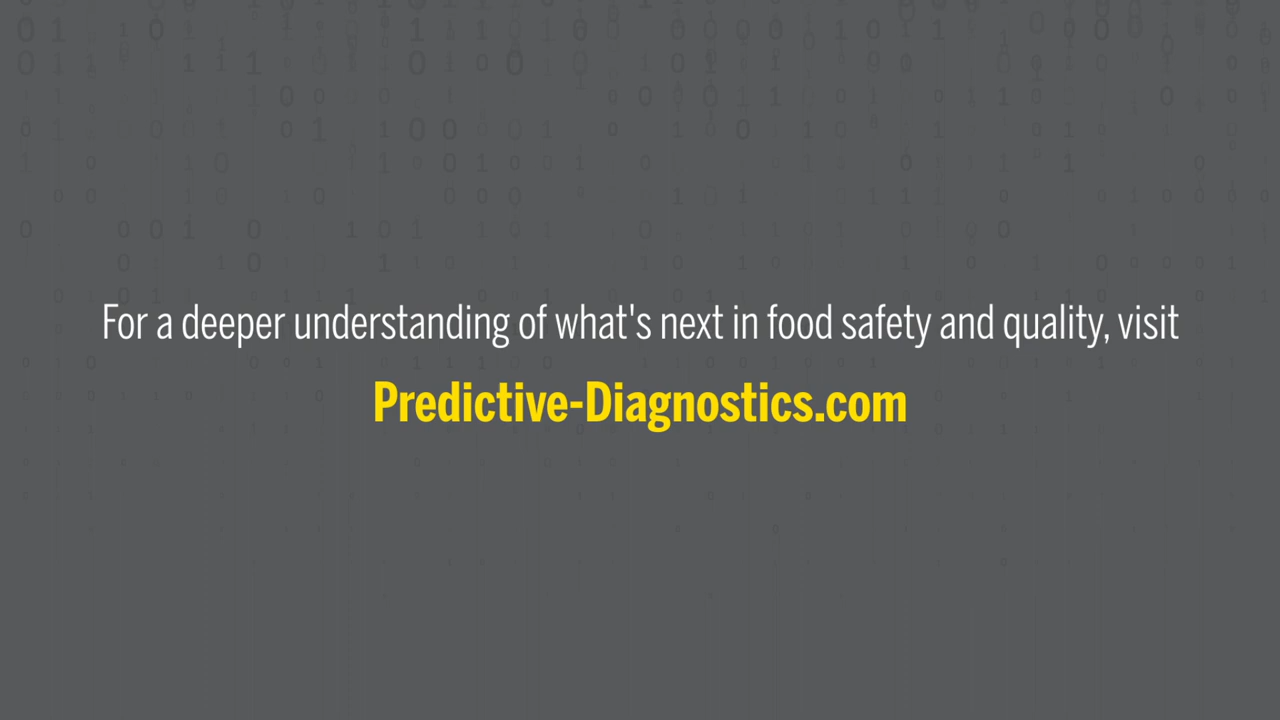 For a deeper understanding of what's next in food safety and quality, visit
Predictive-Diagnostics.com